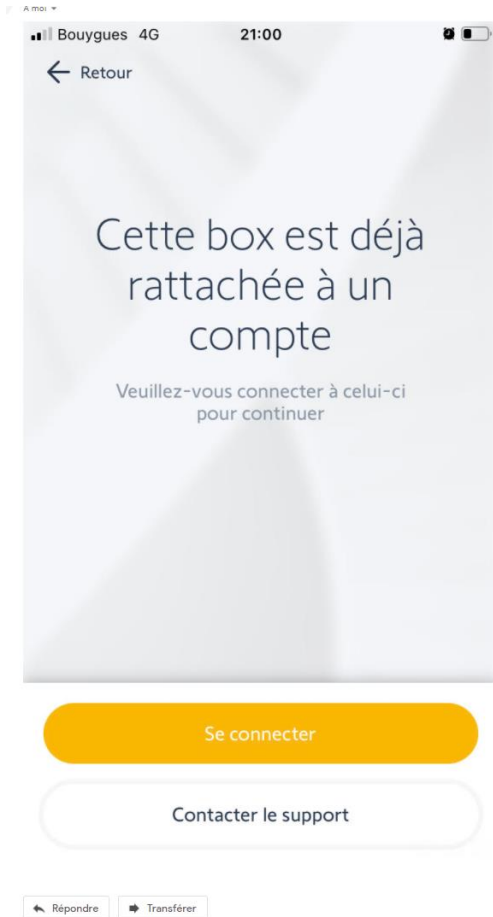 À moi
Bouygues 4G 21:00
Retour
Cette box est déjà
rattachée à un
compte
Veuillez-vous connecter à celui-ci
pour continuer
Se connecter
Contacter le support
Répondre Transférer